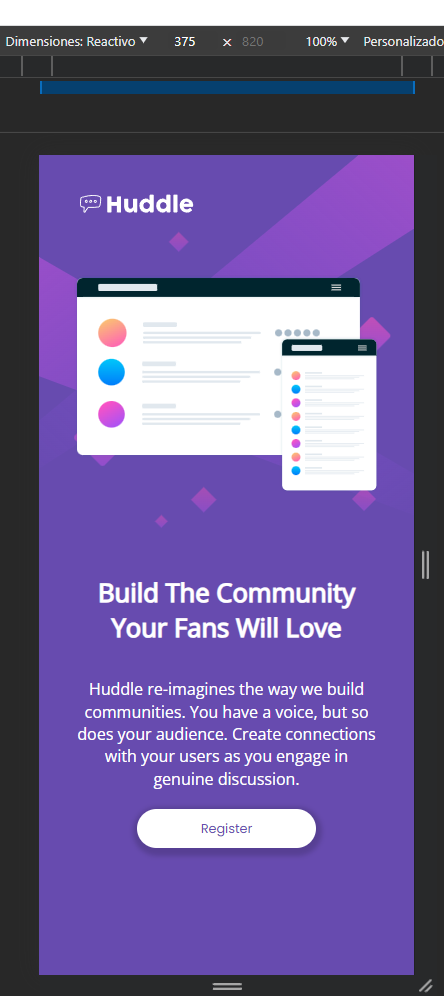 Dimensiones: Reactivo 375 × 820 100% Personalizado
Huddle
Build The Community
Your Fans Will Love
Huddle re-imagines the way we build
communities. You have a voice, but so
does your audience. Create connections
with your users as you engage in
genuine discussion.
Register